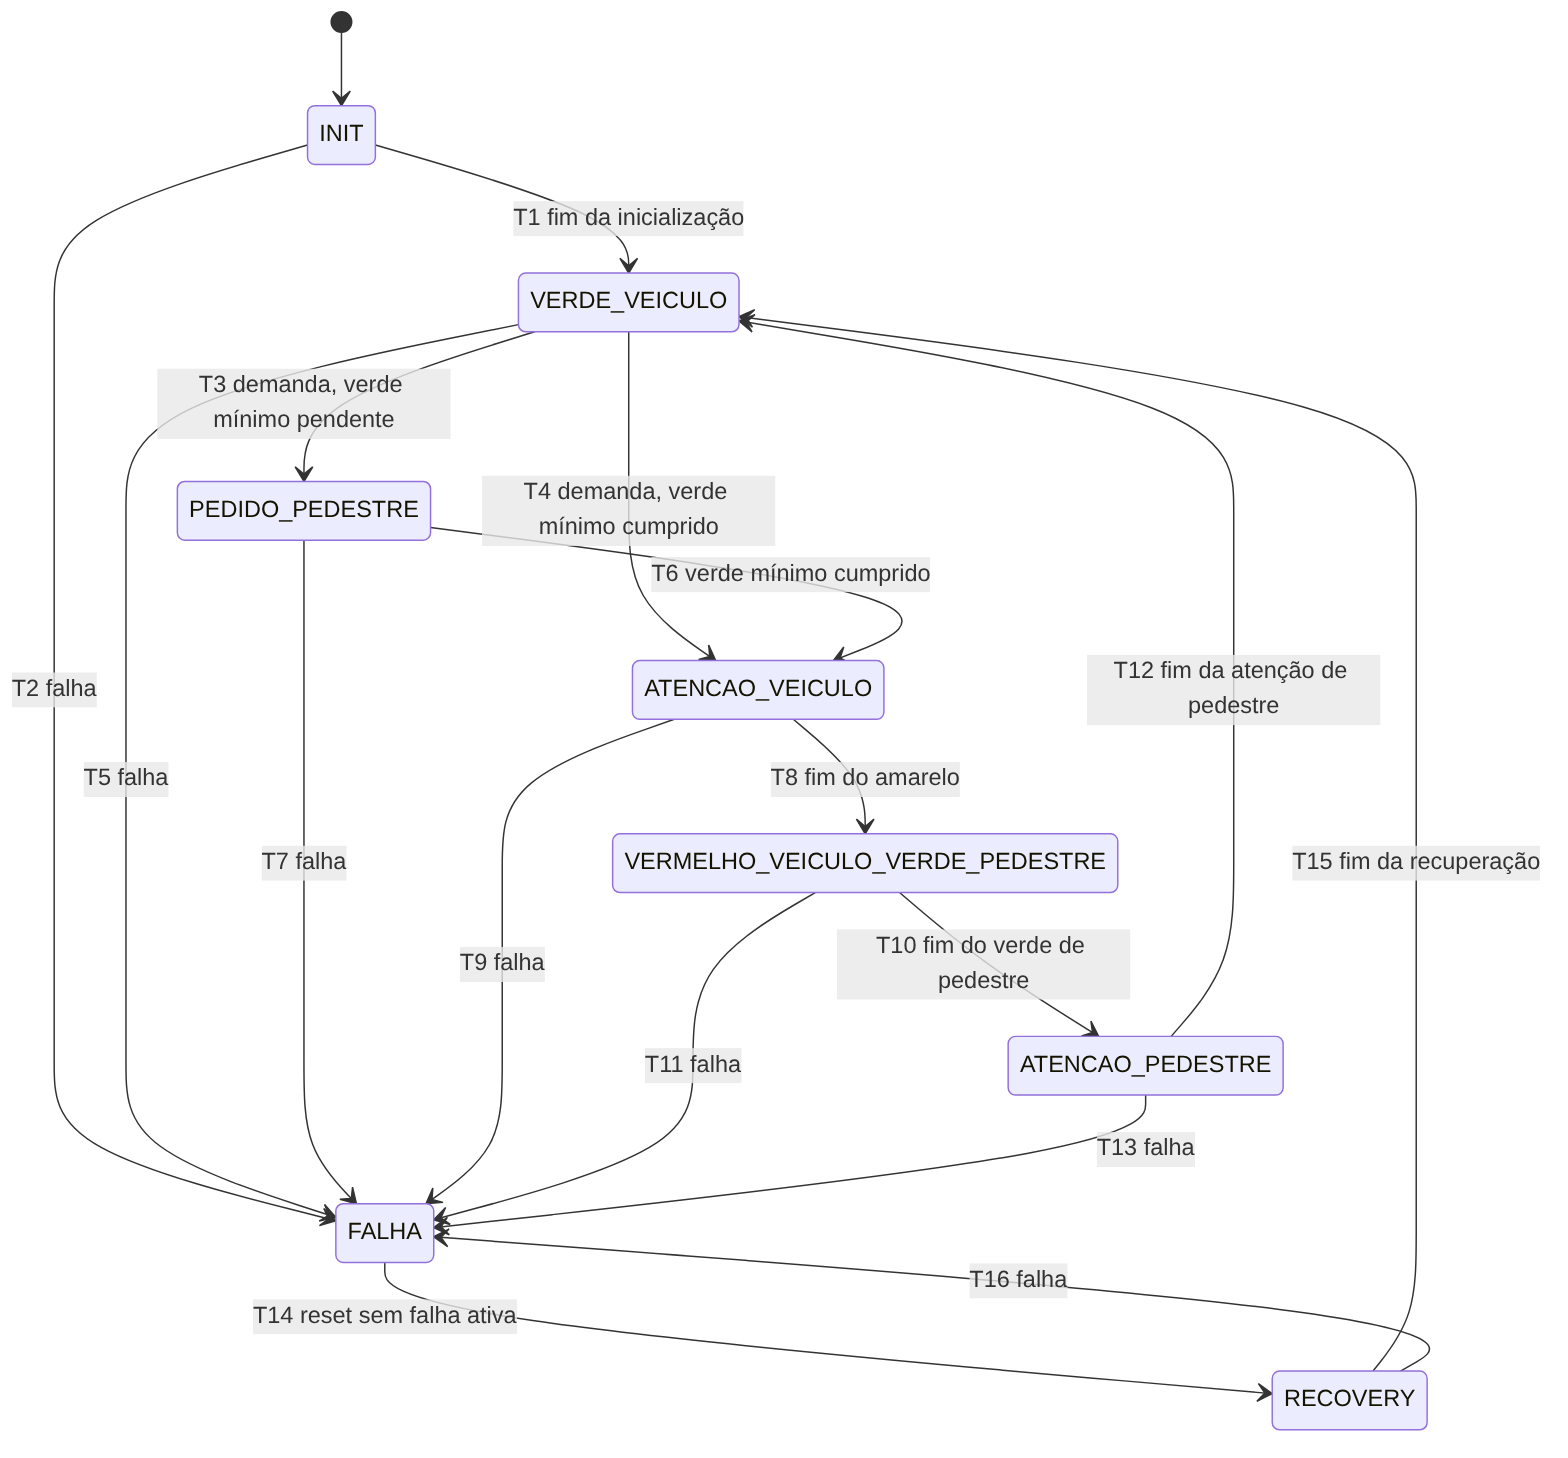 INIT
T1 fim da inicialização
VERDE_VEICULO
T3 demanda, verde
mínimo pendente
PEDIDO_PEDESTRE
T4 demanda, verde
mínimo cumprido
T6 verde mínimo cumprido
ATENCAO_VEICULO
T12 fim da atenção de
pedestre
T2 falha
T5 falha
T8 fim do amarelo
T7 falha
VERMELHO_VEICULO_VERDE_PEDESTRE
T15 fim da recuperação
T9 falha
T10 fim do verde de
pedestre
T11 falha
ATENCAO_PEDESTRE
T13 falha
FALHA
T16 falha
T14 reset sem falha ativa
RECOVERY